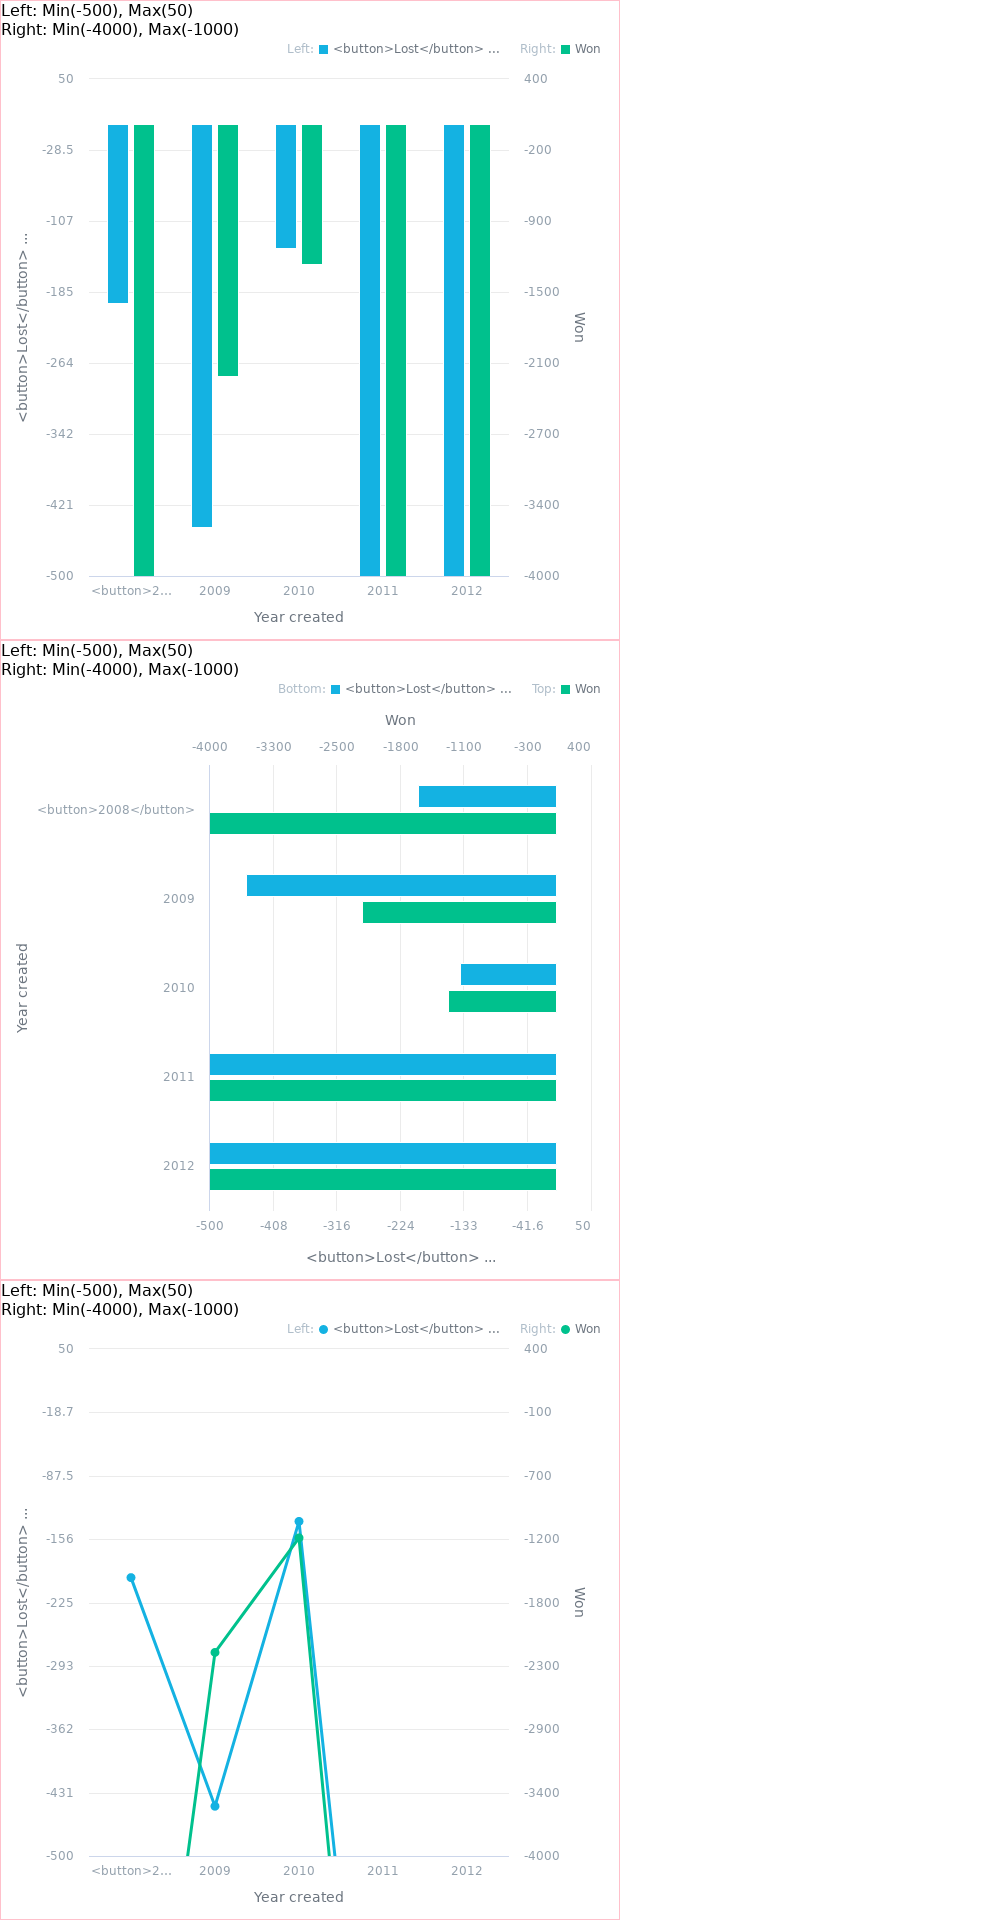 Left: Min(-500), Max(50)
Right: Min(-4000), Max(-1000)
Left: <button>Lost</button> ... Right: Won
50 400
-28.5 -200
-107 -900
-185 -1500
-264 -2100
-342 -2700
-421 -3400
-500 -4000
<button>Lost</button> ...
Won
<button>2... 2009 2010 2011 2012
Year created
Left: Min(-500), Max(50)
Right: Min(-4000), Max(-1000)
Bottom: <button>Lost</button> ... Top: Won
Won
-4000 -3300 -2500 -1800 -1100 -300 400
<button>2008</button>
2009
2010
2011
2012
Year created
-500 -408 -316 -224 -133 -41.6 50
<button>Lost</button> ...
Left: Min(-500), Max(50)
Right: Min(-4000), Max(-1000)
Left: <button>Lost</button> ... Right: Won
50 400
-18.7 -100
-87.5 -700
-156 -1200
-225 -1800
-293 -2300
-362 -2900
-431 -3400
-500 -4000
<button>Lost</button> ...
Won
<button>2... 2009 2010 2011 2012
Year created